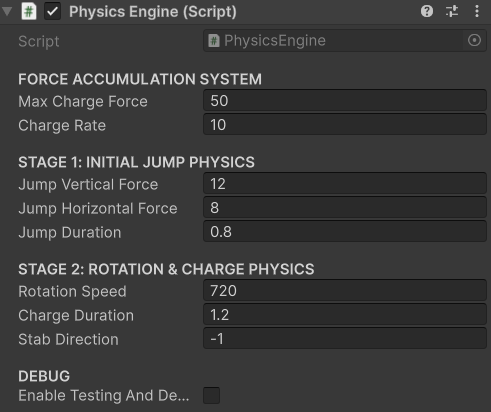 Physics Engine (Script)
Script PhysicsEngine
FORCE ACCUMULATION SYSTEM
Max Charge Force 50
Charge Rate 10
STAGE 1: INITIAL JUMP PHYSICS
Jump Vertical Force 12
Jump Horizontal Force 8
Jump Duration 0.8
STAGE 2: ROTATION & CHARGE PHYSICS
Rotation Speed 720
Charge Duration 1.2
Stab Direction -1
DEBUG
Enable Testing And De...